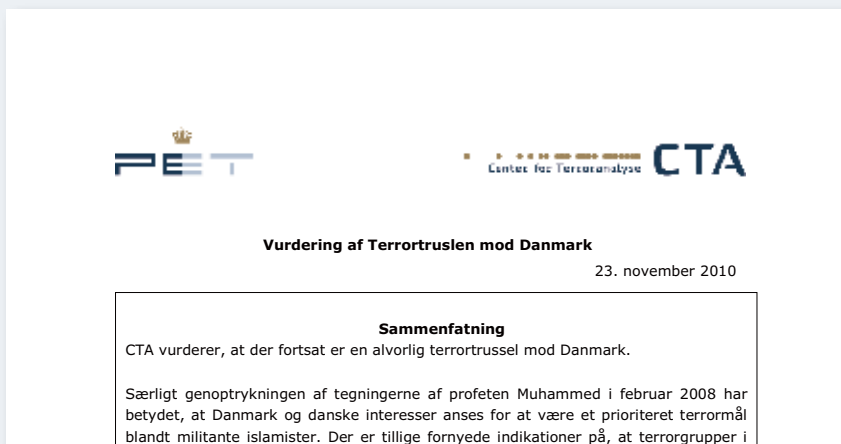 PET
Center for Terroranalyse CTA
Vurdering af Terrortruslen mod Danmark
23. november 2010
Sammenfatning
CTA vurderer, at der fortsat er en alvorlig terrortrussel mod Danmark.
Særligt genoptrykningen af tegningerne af profeten Muhammed i februar 2008 har
betydet, at Danmark og danske interesser anses for at være et prioriteret terrormål
blandt militante islamister. Der er tillige fornyede indikationer på, at terrorgrupper i